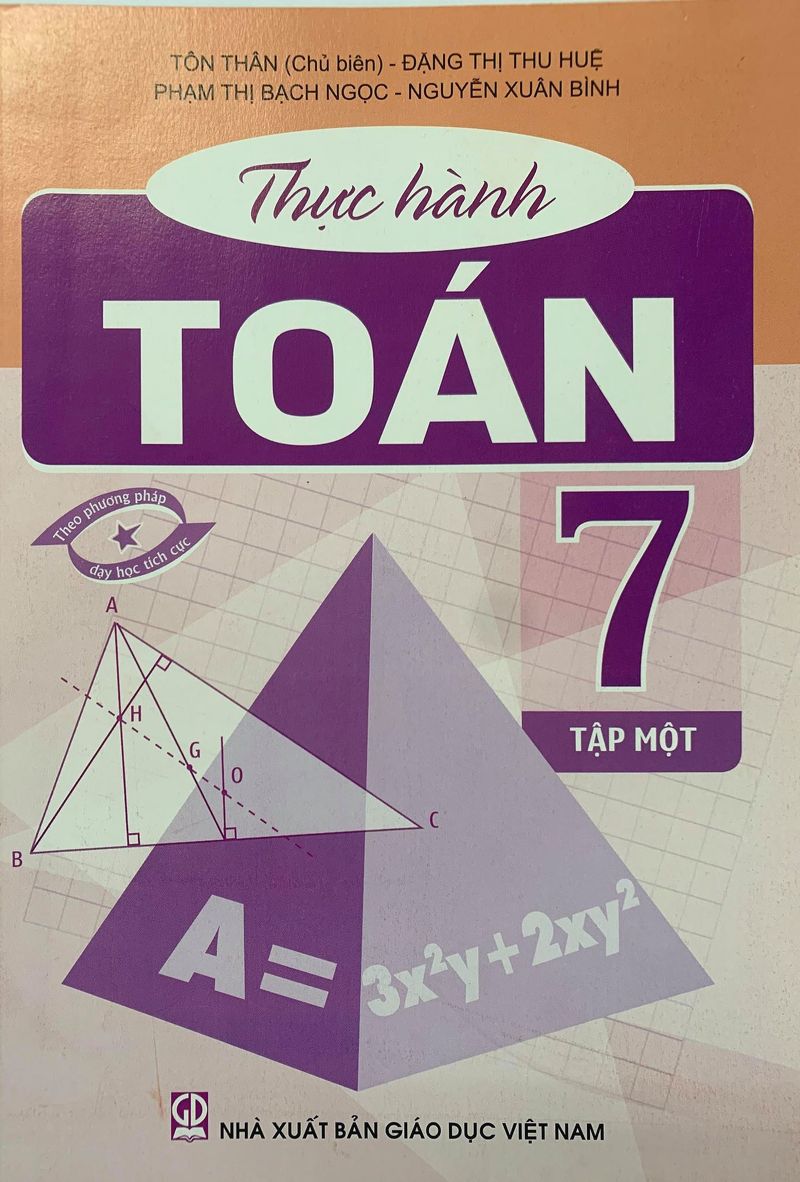 TÔN THÂN (Chủ biên) - ĐẶNG THỊ THU HUỆ
PHẠM THỊ BẠCH NGỌC - NGUYỄN XUÂN BÌNH
Thực hành
TOÁN
7
TẬP MỘT
Theo phương pháp
dạy học tích cực
A
H
G
O
C
B
A = 3x²y + 2xy²
GD
NHÀ XUẤT BẢN GIÁO DỤC VIỆT NAM